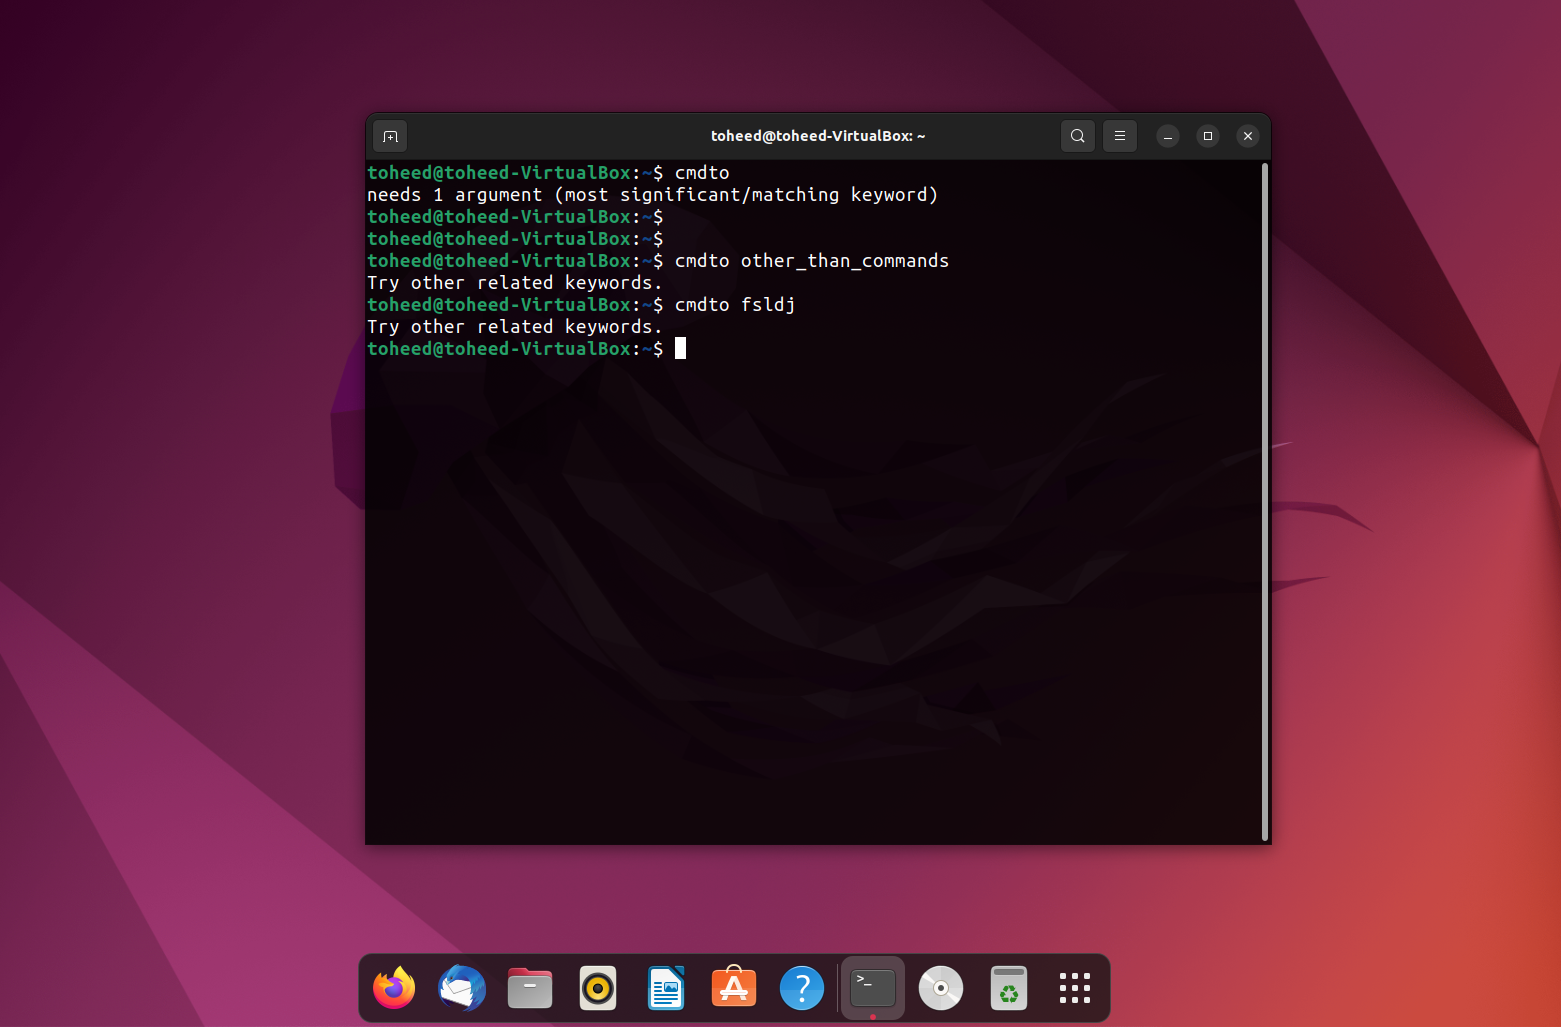 toheed@toheed-VirtualBox: ~
toheed@toheed-VirtualBox:~$ cmdto
needs 1 argument (most significant/matching keyword)
toheed@toheed-VirtualBox:~$
toheed@toheed-VirtualBox:~$
toheed@toheed-VirtualBox:~$ cmdto other_than_commands
Try other related keywords.
toheed@toheed-VirtualBox:~$ cmdto fsldj
Try other related keywords.
toheed@toheed-VirtualBox:~$